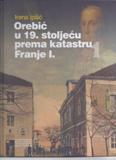 Irena Ipšić
Orebić
u 19. stoljeću
prema katastru
Franje I.